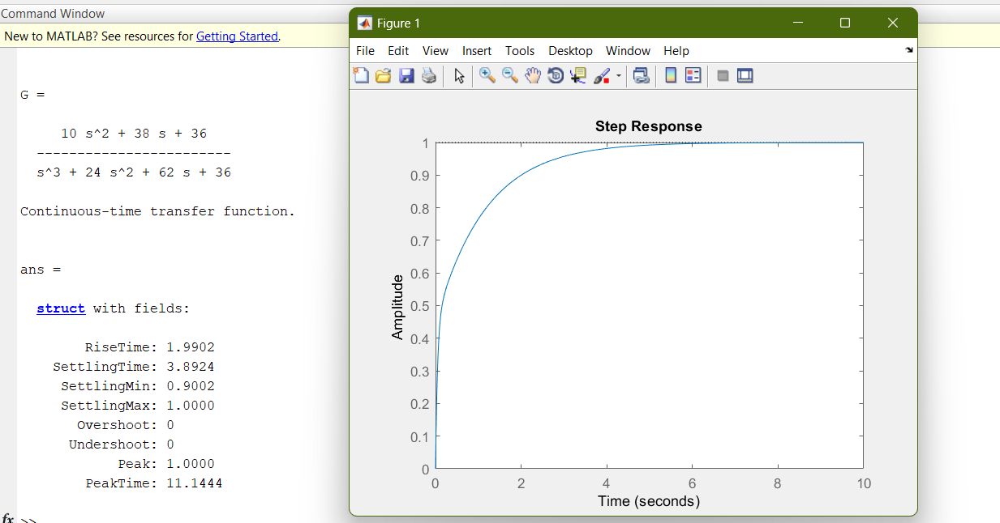 Command Window
New to MATLAB? See resources for Getting Started.
G =
10 s^2 + 38 s + 36
------------------------
s^3 + 24 s^2 + 62 s + 36
Continuous-time transfer function.
ans =
struct with fields:
RiseTime: 1.9902
SettlingTime: 3.8924
SettlingMin: 0.9002
SettlingMax: 1.0000
Overshoot: 0
Undershoot: 0
Peak: 1.0000
PeakTime: 11.1444
fx >>
Figure 1
File Edit View Insert Tools Desktop Window Help
Step Response
1
0.9
0.8
0.7
0.6
0.5
0.4
0.3
0.2
0.1
0
Amplitude
0 2 4 6 8 10
Time (seconds)